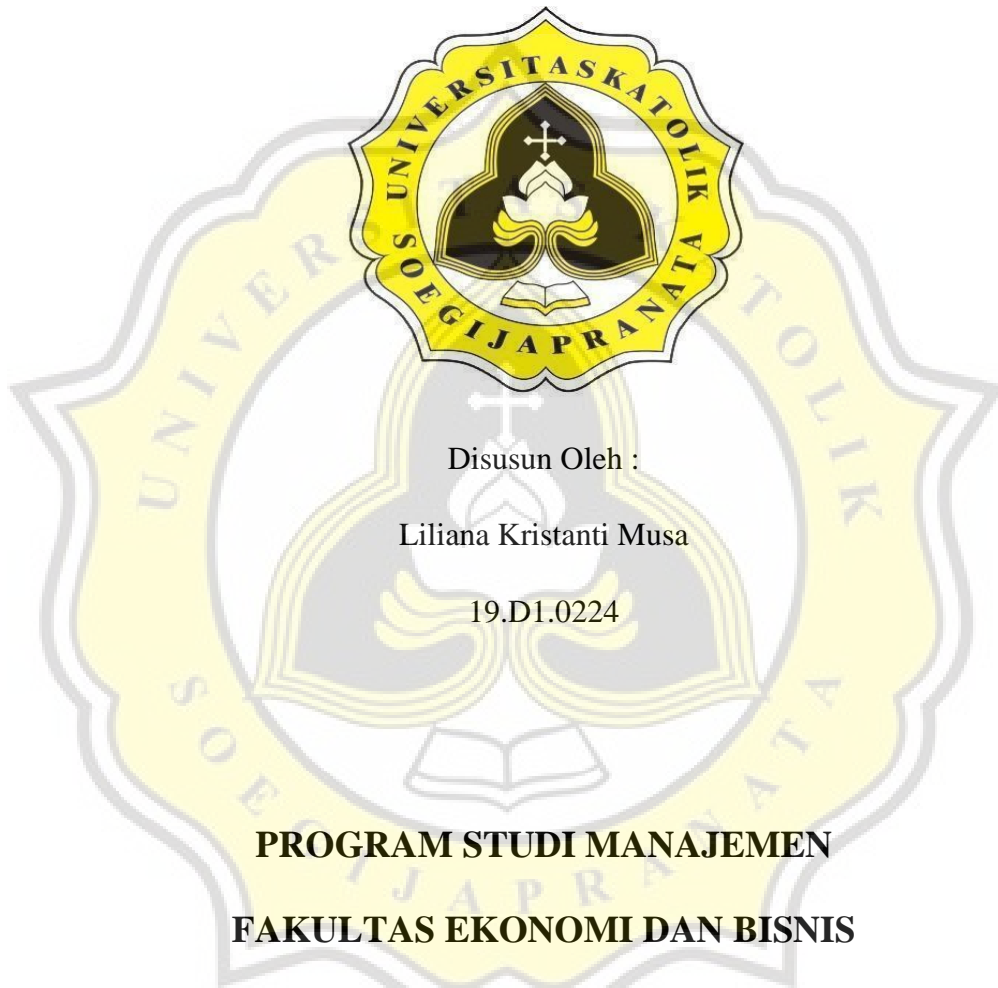 UNIVERSITAS KATOLIK
SOEGIJAPRANATA
Disusun Oleh :
Liliana Kristanti Musa
19.D1.0224
PROGRAM STUDI MANAJEMEN
FAKULTAS EKONOMI DAN BISNIS